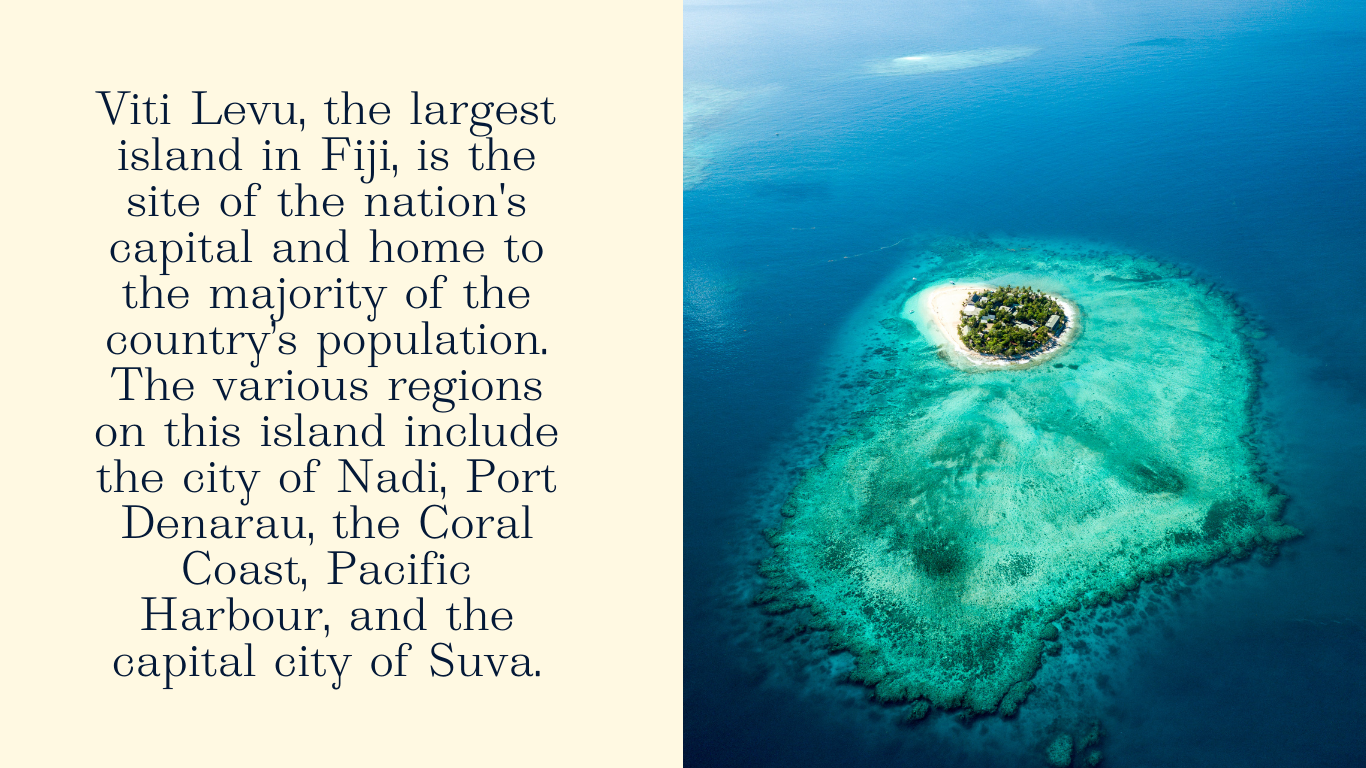 Viti Levu, the largest
island in Fiji, is the
site of the nation's
capital and home to
the majority of the
country's population.
The various regions
on this island include
the city of Nadi, Port
Denarau, the Coral
Coast, Pacific
Harbour, and the
capital city of Suva.